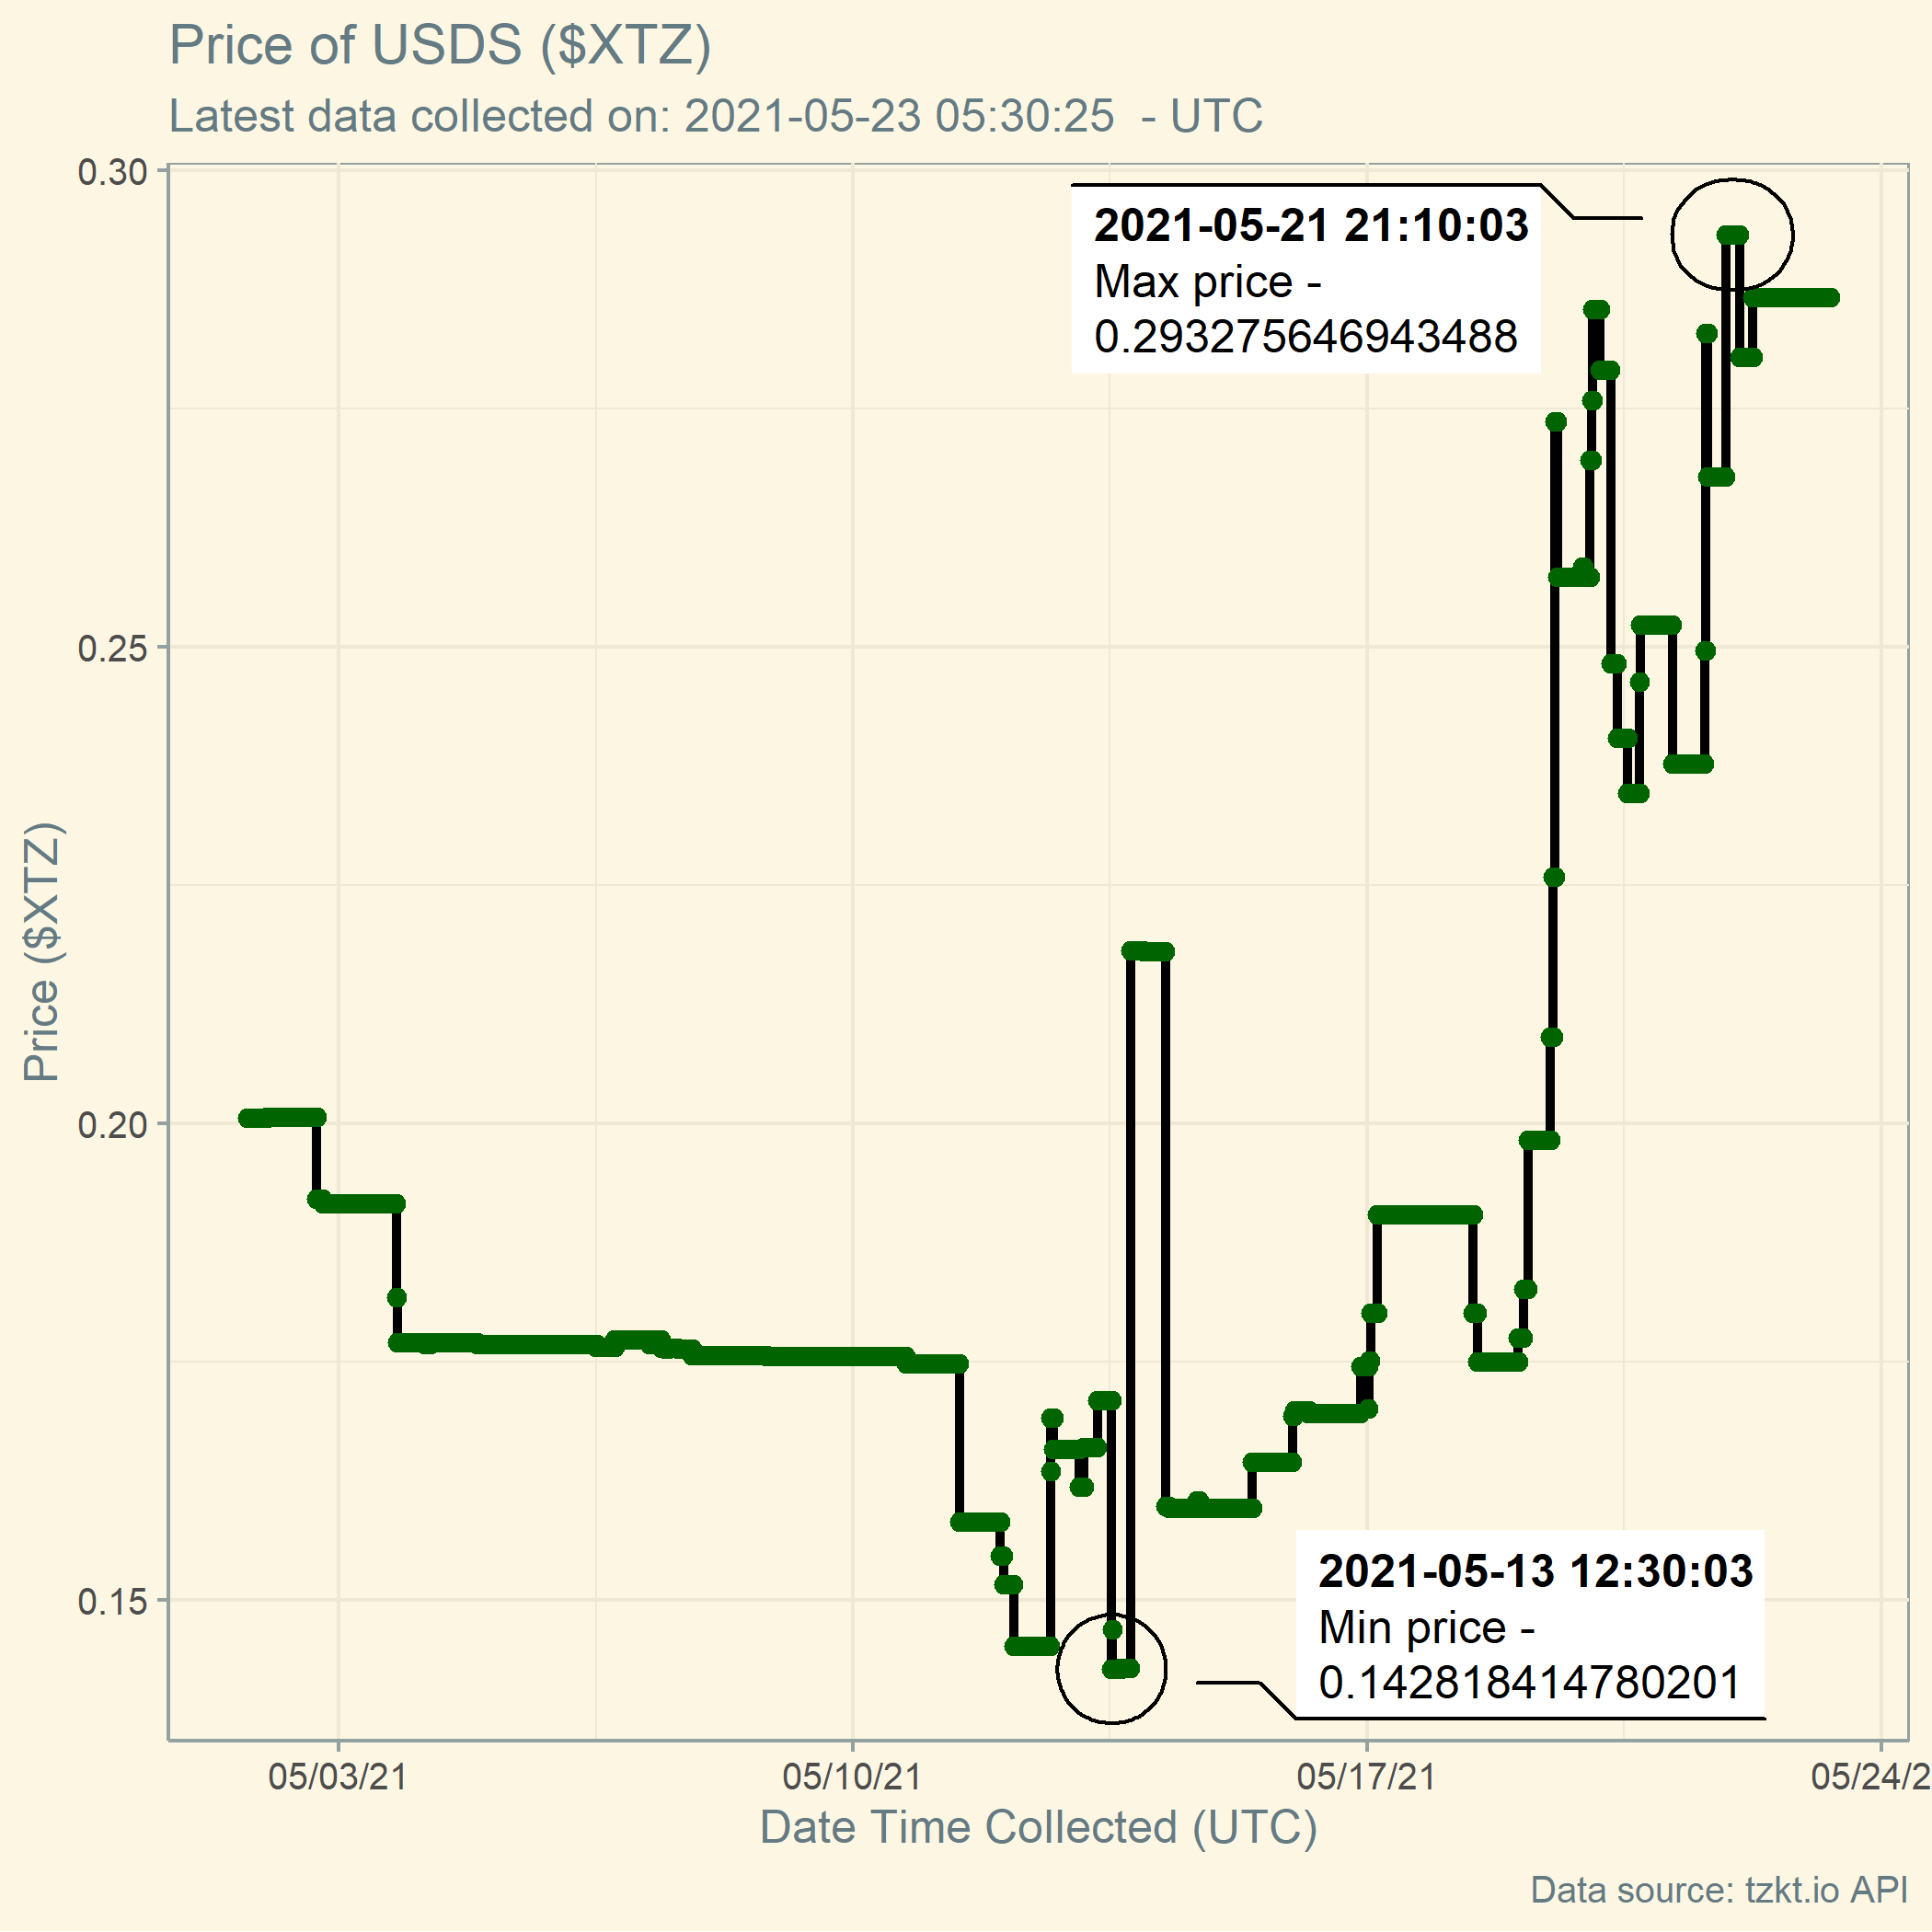 Price of USDS ($XTZ)
Latest data collected on: 2021-05-23 05:30:25 - UTC
0.30
0.25
0.20
0.15
Price ($XTZ)
2021-05-21 21:10:03
Max price -
0.293275646943488
2021-05-13 12:30:03
Min price -
0.142818414780201
05/03/21
05/10/21
05/17/21
05/24/2
Date Time Collected (UTC)
Data source: tzkt.io API